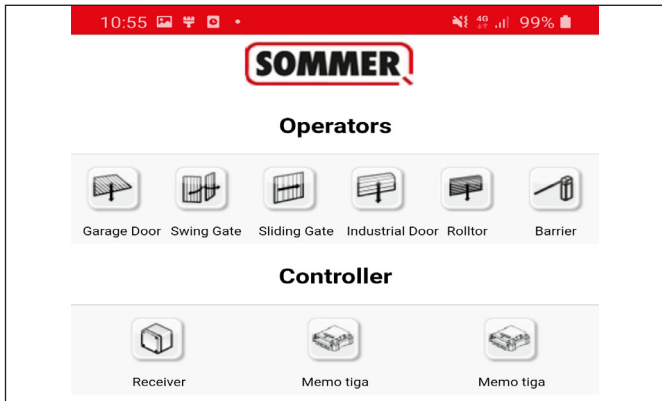 10:55
4G
99%
SOMMER
Operators
Garage Door Swing Gate Sliding Gate Industrial Door Rolltor Barrier
Controller
Receiver Memo tiga Memo tiga